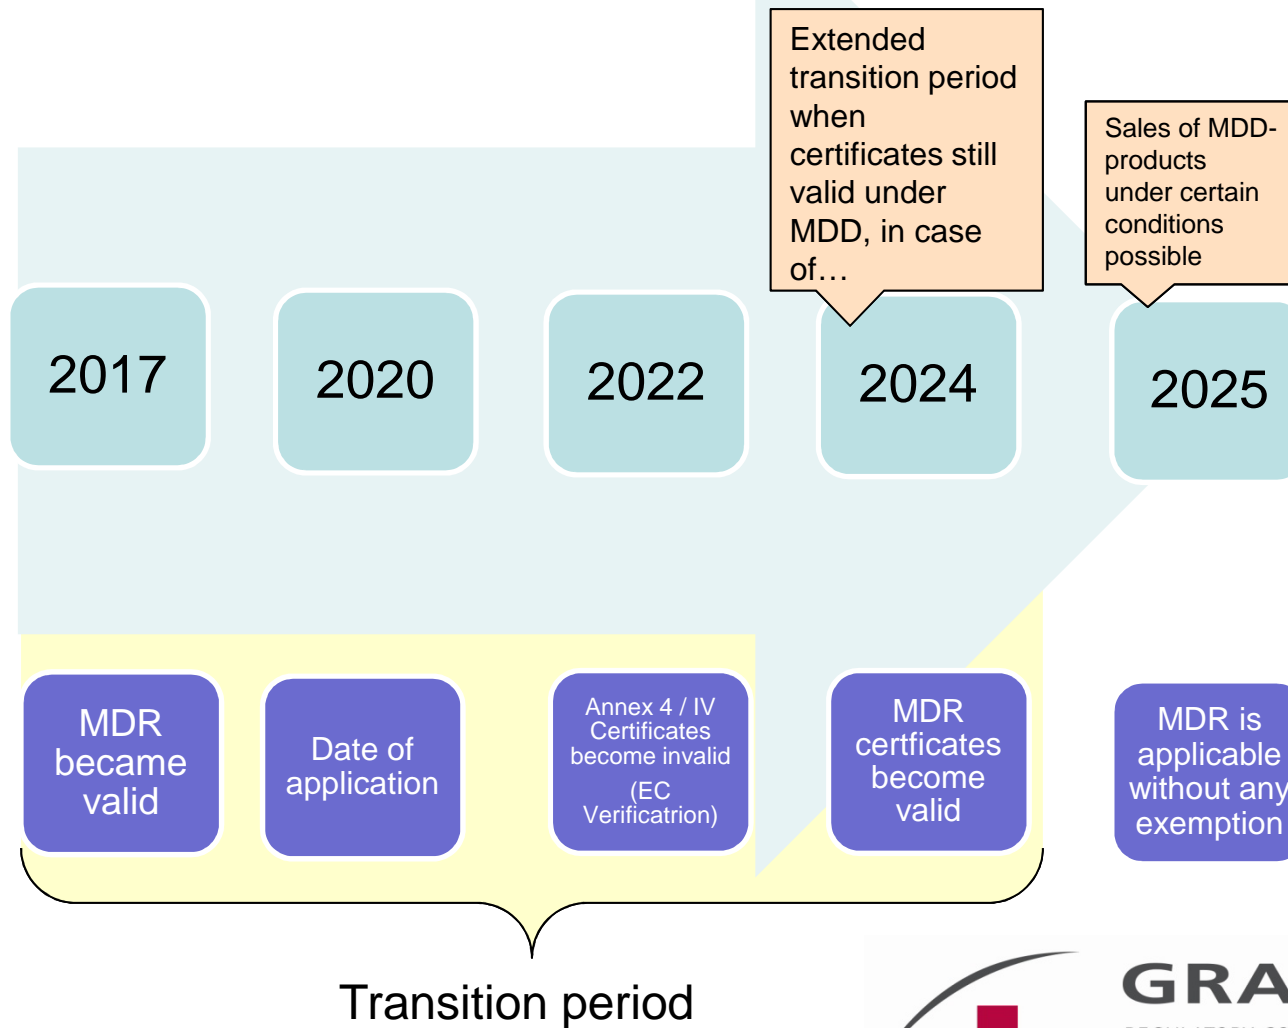 Extended
transition period
when
certificates still
valid under
MDD, in case
of…
Sales of MDD-
products
under certain
conditions
possible
2017
2020
2022
2024
2025
MDR
became
valid
Date of
application
Annex 4 / IV
Certificates
become invalid
(EC
Verificatrion)
MDR
certficates
become
valid
MDR is
applicable
without any
exemption
Transition period
GRA